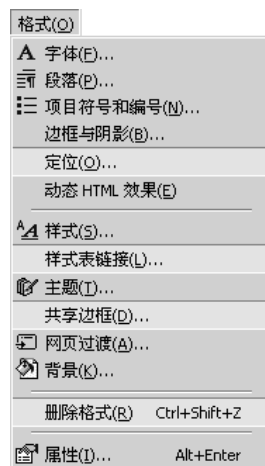 格式(O)
A 字体(F)...
段落(P)...
项目符号和编号(N)...
边框与阴影(B)...
定位(O)...
动态 HTML 效果(E)
样式(S)...
样式表链接(L)...
主题(T)...
共享边框(D)...
网页过渡(A)...
背景(K)...
删除格式(R) Ctrl+Shift+Z
属性(I)... Alt+Enter